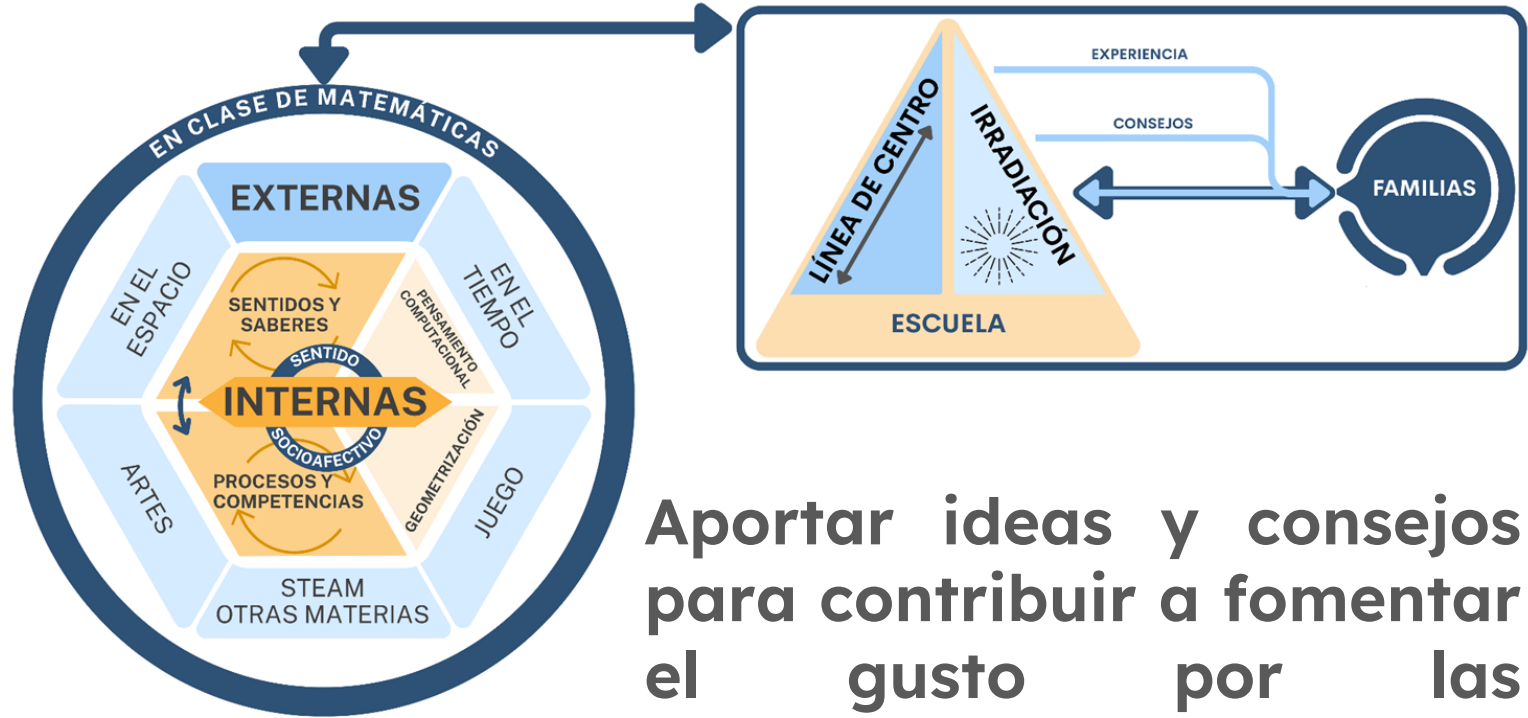 EN CLASE DE MATEMÁTICAS
EXTERNAS
EN EL
ESPACIO
EN EL
TIEMPO
SENTIDOS Y
SABERES
PENSAMIENTO
COMPUTACIONAL
SENTIDO
INTERNAS
SOCIOAFECTIVO
PROCESOS Y
COMPETENCIAS
GEOMETRIZACIÓN
ARTES
JUEGO
STEAM
OTRAS MATERIAS
LÍNEA DE CENTRO
IRRADIACIÓN
ESCUELA
EXPERIENCIA
CONSEJOS
FAMILIAS
Aportar ideas y consejos
para contribuir a fomentar
el gusto por las